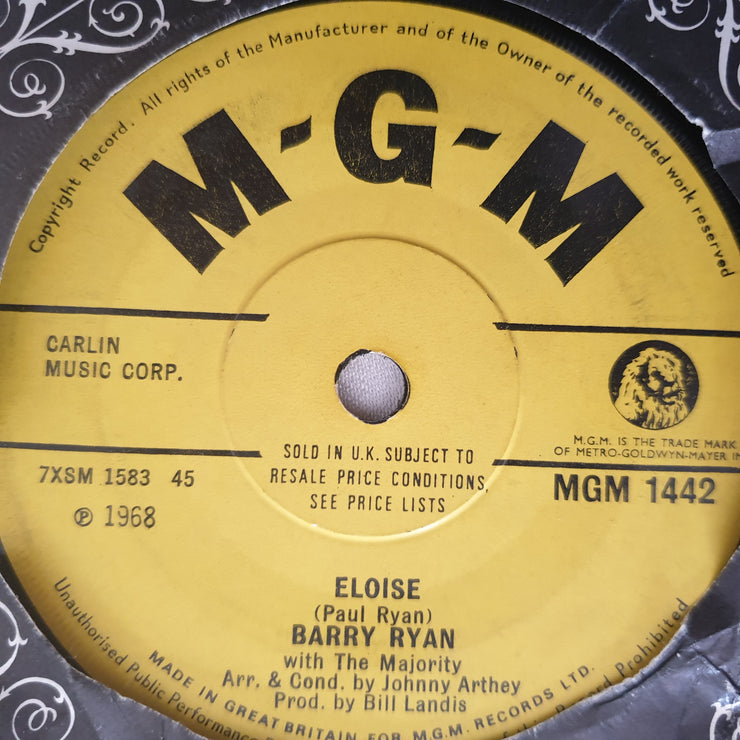 Copyright Record. All rights of the Manufacturer and of the Owner of the recorded work reserved
M-G-M
CARLIN
MUSIC CORP.
M.G.M. IS THE TRADE MARK
OF METRO-GOLDWYN-MAYER IN
SOLD IN U.K. SUBJECT TO
RESALE PRICE CONDITIONS,
SEE PRICE LISTS
7XSM 1583 45
MGM 1442
℗ 1968
ELOISE
(Paul Ryan)
BARRY RYAN
with The Majority
Arr. & Cond. by Johnny Arthey
Prod. by Bill Landis
MADE IN GREAT BRITAIN FOR M.G.M. RECORDS LTD.
Unauthorised Public Performance Record Prohibited